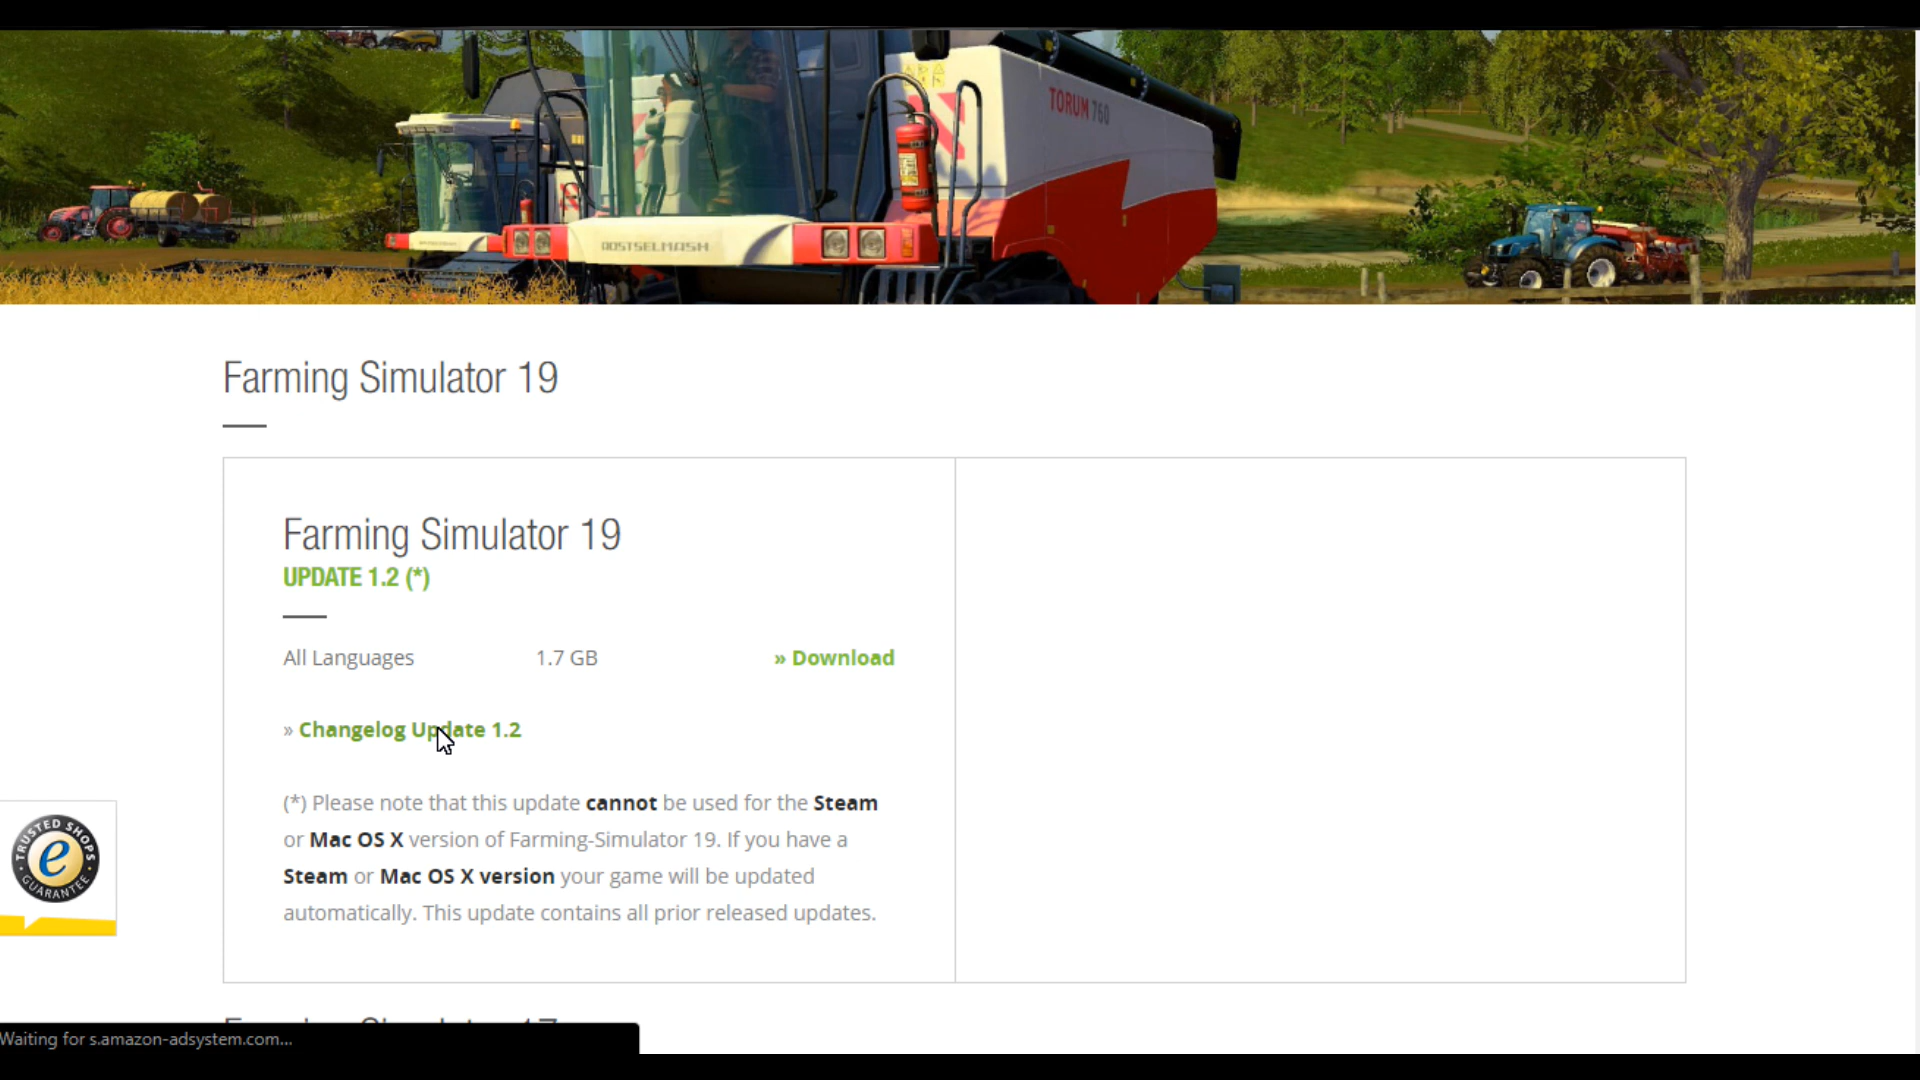 TORUM 760
ROSTSELMASH
Farming Simulator 19
Farming Simulator 19
UPDATE 1.2 (*)
All Languages 1.7 GB » Download
» Changelog Update 1.2
(*) Please note that this update cannot be used for the Steam
or Mac OS X version of Farming-Simulator 19. If you have a
Steam or Mac OS X version your game will be updated
automatically. This update contains all prior released updates.
TRUSTED SHOPS
e
GUARANTEE
Waiting for s.amazon-adsystem.com...